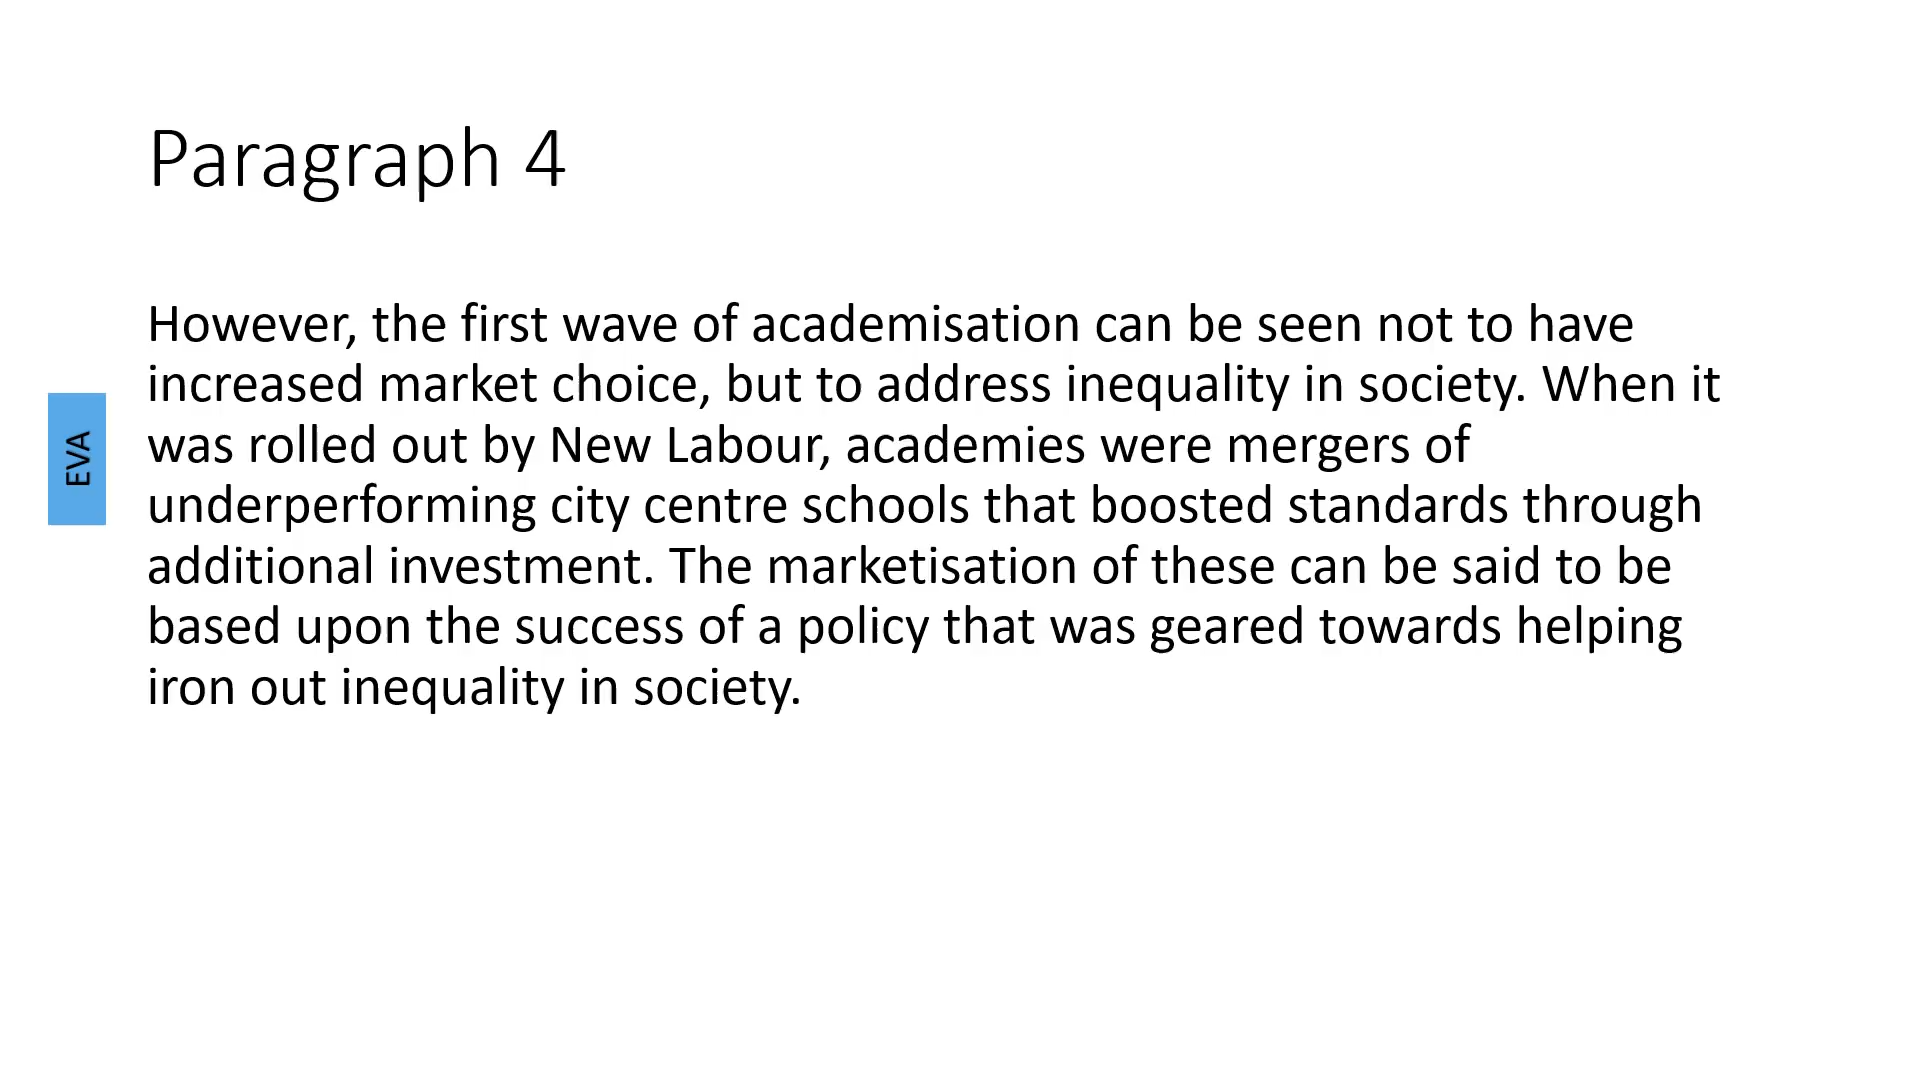 Paragraph 4
However, the first wave of academisation can be seen not to have
increased market choice, but to address inequality in society. When it
was rolled out by New Labour, academies were mergers of
underperforming city centre schools that boosted standards through
additional investment. The marketisation of these can be said to be
based upon the success of a policy that was geared towards helping
iron out inequality in society.
EVA